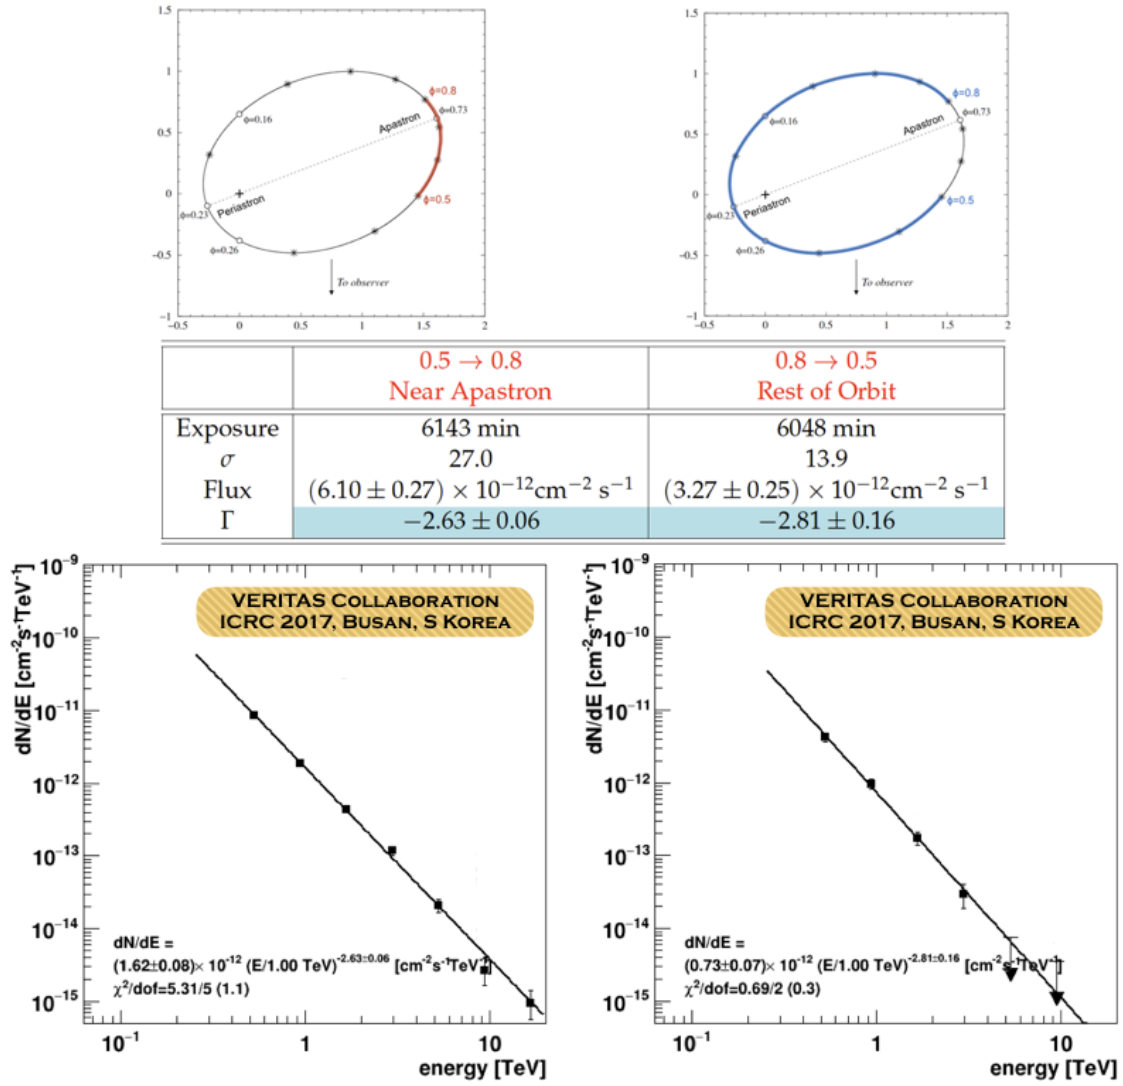 1.5
1
0.5
0
−0.5
−1
−0.5
0
0.5
1
1.5
2
ϕ=0.8
ϕ=0.73
Apastron
ϕ=0.16
ϕ=0.5
Periastron
ϕ=0.23
ϕ=0.26
To observer
1.5
1
0.5
0
−0.5
−1
−0.5
0
0.5
1
1.5
2
ϕ=0.8
ϕ=0.73
Apastron
ϕ=0.16
ϕ=0.5
Periastron
ϕ=0.23
ϕ=0.26
To observer
0.5 → 0.8 0.8 → 0.5
Near Apastron Rest of Orbit
Exposure 6143 min 6048 min
σ 27.0 13.9
Flux (6.10 ± 0.27) × 10⁻¹²cm⁻² s⁻¹ (3.27 ± 0.25) × 10⁻¹²cm⁻² s⁻¹
Γ −2.63 ± 0.06 −2.81 ± 0.16
dN/dE [cm⁻²s⁻¹TeV⁻¹]
10⁻⁹
10⁻¹⁰
10⁻¹¹
10⁻¹²
10⁻¹³
10⁻¹⁴
10⁻¹⁵
VERITAS COLLABORATION
ICRC 2017, BUSAN, S KOREA
dN/dE =
(1.62±0.08)× 10⁻¹² (E/1.00 TeV)⁻²·⁶³±⁰·⁰⁶ [cm⁻²s⁻¹TeV⁻¹]
χ²/dof=5.31/5 (1.1)
10⁻¹ 1 10
energy [TeV]
dN/dE [cm⁻²s⁻¹TeV⁻¹]
10⁻⁹
10⁻¹⁰
10⁻¹¹
10⁻¹²
10⁻¹³
10⁻¹⁴
10⁻¹⁵
VERITAS COLLABORATION
ICRC 2017, BUSAN, S KOREA
dN/dE =
(0.73±0.07)× 10⁻¹² (E/1.00 TeV)⁻²·⁸¹±⁰·¹⁶ [cm⁻²s⁻¹TeV⁻¹]
χ²/dof=0.69/2 (0.3)
10⁻¹ 1 10
energy [TeV]